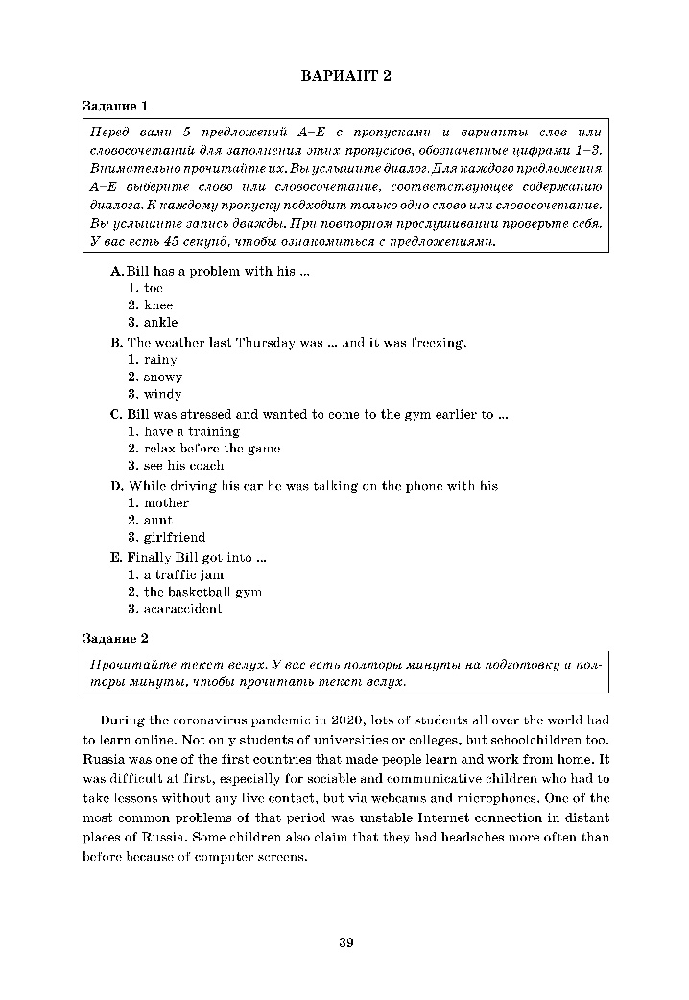 ВАРИАНТ 2
Задание 1
Перед вами 5 предложений А–Е с пропусками и варианты слов или
словосочетаний для заполнения этих пропусков, обозначенные цифрами 1–3.
Внимательно прочитайте их. Вы услышите диалог. Для каждого предложения
А–Е выберите слово или словосочетание, соответствующее содержанию
диалога. К каждому пропуску подходит только одно слово или словосочетание.
Вы услышите запись дважды. При повторном прослушивании проверьте себя.
У вас есть 45 секунд, чтобы ознакомиться с предложениями.
A. Bill has a problem with his ...
1. toe
2. knee
3. ankle
B. The weather last Thursday was ... and it was freezing.
1. rainy
2. snowy
3. windy
C. Bill was stressed and wanted to come to the gym earlier to ...
1. have a training
2. relax before the game
3. see his coach
D. While driving his car he was talking on the phone with his
1. mother
2. aunt
3. girlfriend
E. Finally Bill got into ...
1. a traffic jam
2. the basketball gym
3. acaraccident
Задание 2
Прочитайте текст вслух. У вас есть полторы минуты на подготовку и пол-
торы минуты, чтобы прочитать текст вслух.
During the coronavirus pandemic in 2020, lots of students all over the world had
to learn online. Not only students of universities or colleges, but schoolchildren too.
Russia was one of the first countries that made people learn and work from home. It
was difficult at first, especially for sociable and communicative children who had to
take lessons without any live contact, but via webcams and microphones. One of the
most common problems of that period was unstable Internet connection in distant
places of Russia. Some children also claim that they had headaches more often than
before because of computer screens.
39